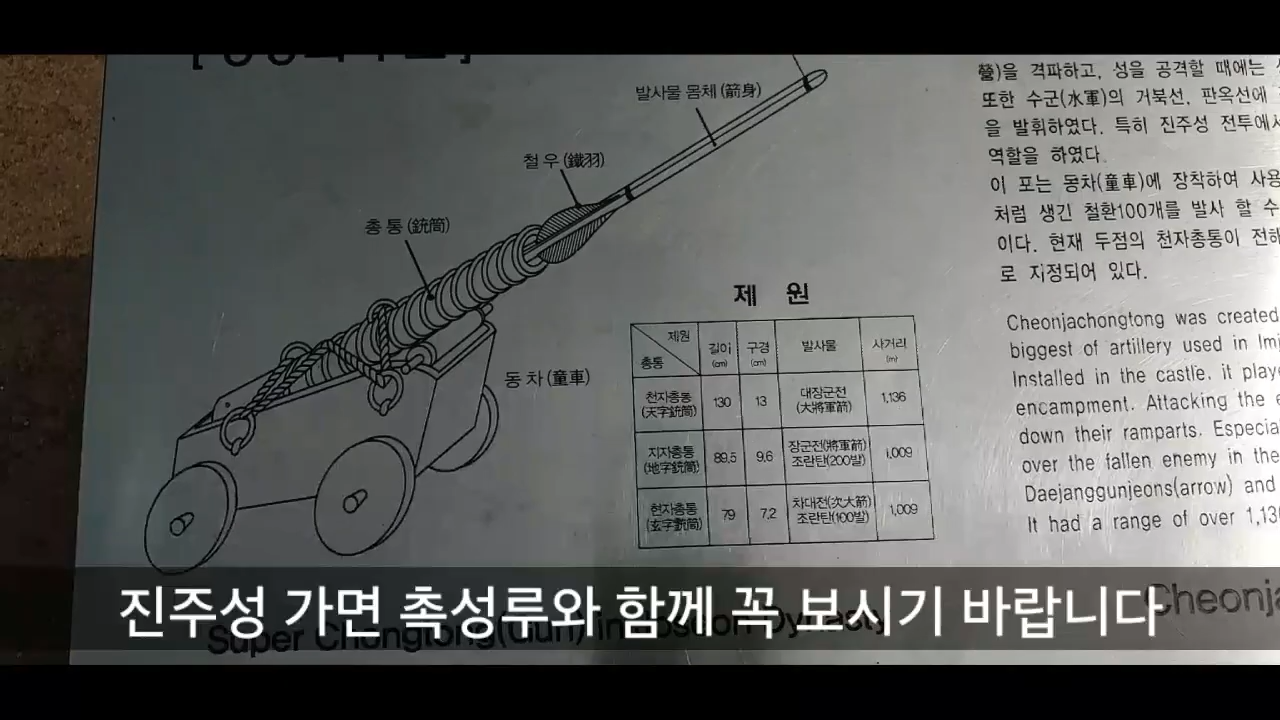 발사물 몸체(箭身)
철 우(鐵羽)
총 통(銃筒)
동 차(童車)
제 원
제원
총통
길이
(cm)
구경
(cm)
발사물
사거리
(m)
천자총통
(天字銃筒)
130
13
대장군전
(大將軍箭)
1,136
지자총통
(地字銃筒)
89.5
9.6
장군전(將軍箭)
조란탄(200발)
1,009
현자총통
79
7.2
차대전(次大箭)
조란탄(100발)
1,009
)을 격파하고, 성을 공격할 때에는
또한 수군(水軍)의 거북선, 판옥선에
을 발휘하였다. 특히 진주성 전투에서
역할을 하였다.
이 포는 동차(童車)에 장착하여 사용
처럼 생긴 철환100개를 발사 할 수
이다. 현재 두점의 천자총통이 전해
로 지정되어 있다.
Cheonjachongtong was created
biggest of artillery used in Imj
Installed in the castle, it playe
encampment. Attacking the e
down their ramparts. Especia
over the fallen enemy in the
Daejanggunjeons(arrow) and
It had a range of over 1,13
진주성 가면 촉성루와 함께 꼭 보시기 바랍니다
Super Chongtong(Gun) in Joseon Dynasty
Cheonja